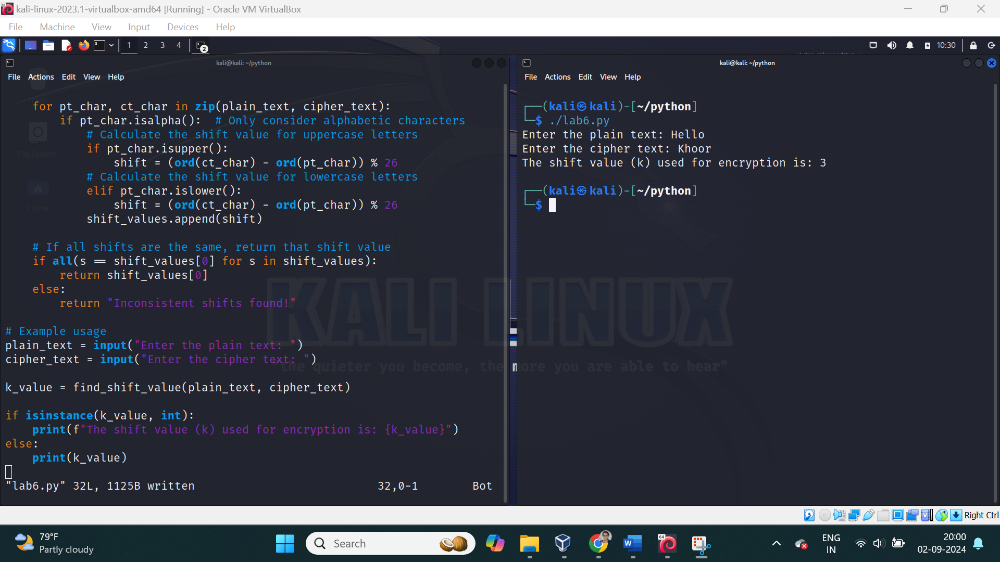 kali-linux-2023.1-virtualbox-amd64 [Running] - Oracle VM VirtualBox
File Machine View Input Devices Help
1 2 3 4 2 10:30
kali@kali: ~/python
File Actions Edit View Help
Trash
File System
Home
for pt_char, ct_char in zip(plain_text, cipher_text):
if pt_char.isalpha():  # Only consider alphabetic characters
# Calculate the shift value for uppercase letters
if pt_char.isupper():
shift = (ord(ct_char) - ord(pt_char)) % 26
# Calculate the shift value for lowercase letters
elif pt_char.islower():
shift = (ord(ct_char) - ord(pt_char)) % 26
shift_values.append(shift)
# If all shifts are the same, return that shift value
if all(s == shift_values[0] for s in shift_values):
return shift_values[0]
else:
return "Inconsistent shifts found!"
# Example usage
plain_text = input("Enter the plain text: ")
cipher_text = input("Enter the cipher text: ")
k_value = find_shift_value(plain_text, cipher_text)
if isinstance(k_value, int):
print(f"The shift value (k) used for encryption is: {k_value}")
else:
print(k_value)
"lab6.py" 32L, 1125B written 32,0-1 Bot
kali@kali: ~/python
File Actions Edit View Help
┌──(kali㉿kali)-[~/python]
└─$ ./lab6.py
Enter the plain text: Hello
Enter the cipher text: Khoor
The shift value (k) used for encryption is: 3
┌──(kali㉿kali)-[~/python]
└─$
KALI LINUX
"the quieter you become, the more you are able to hear"
Right Ctrl
79°F
Partly cloudy
Search
ENG
IN
20:00
02-09-2024